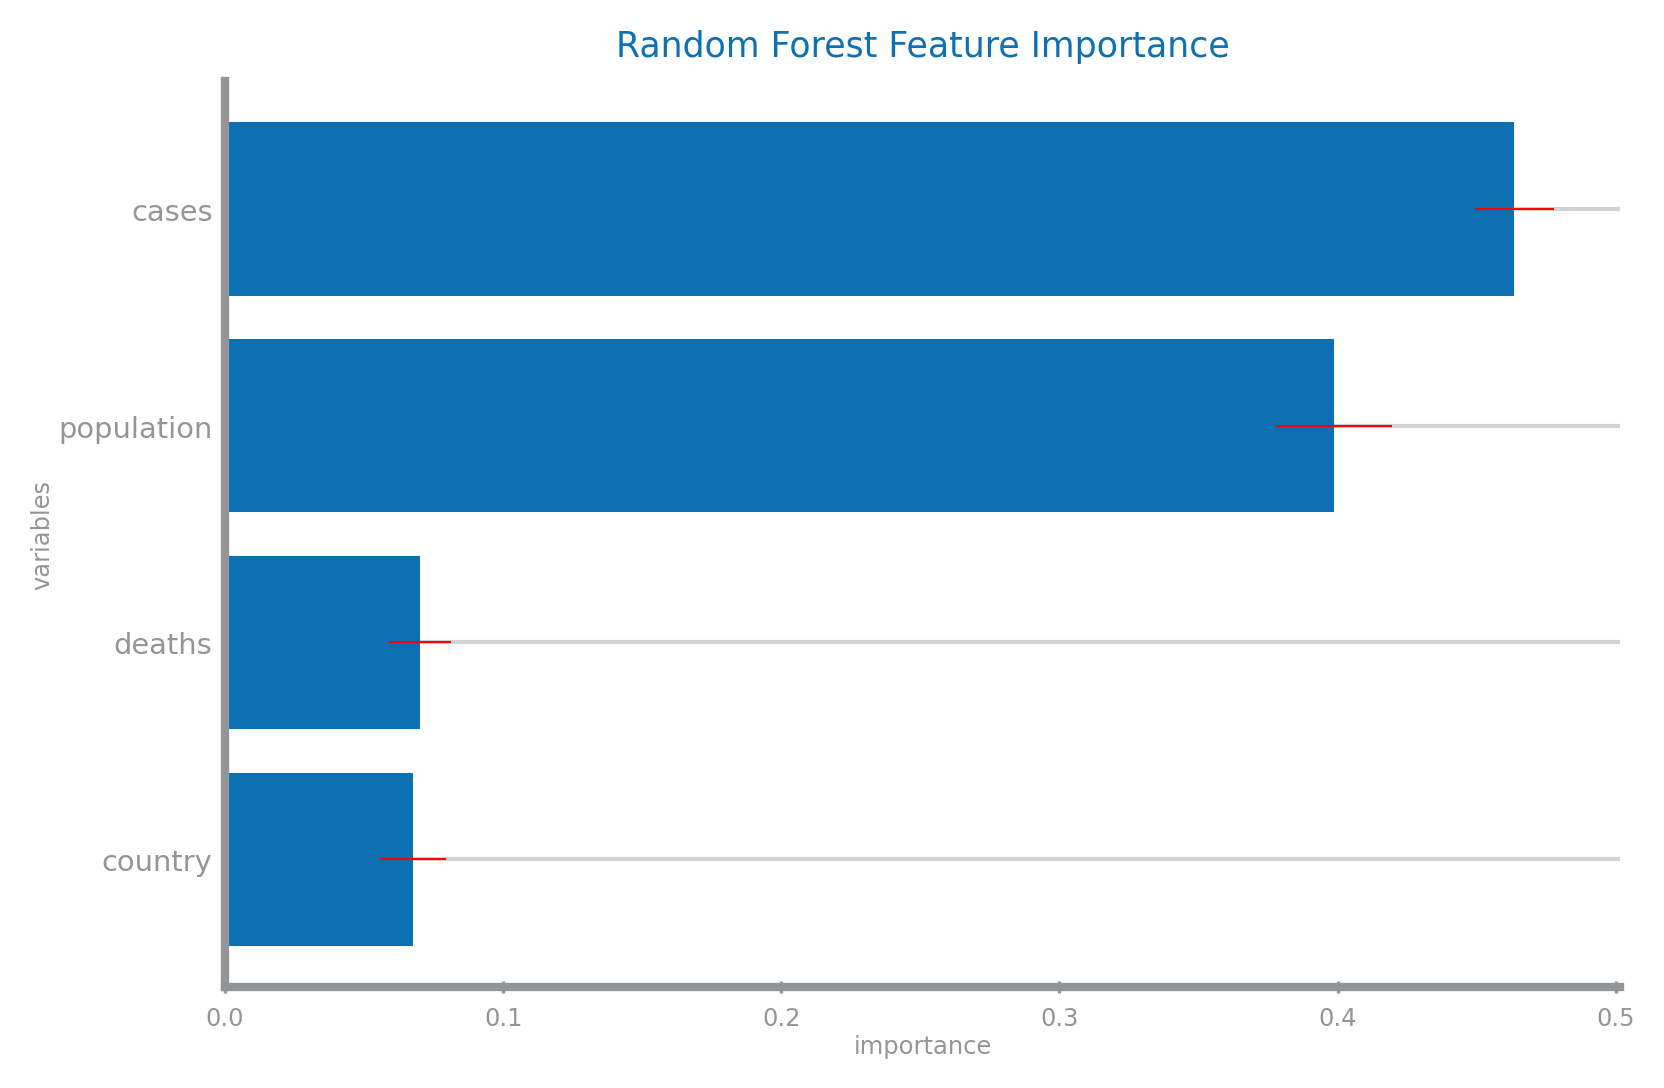 Random Forest Feature Importance
cases
population
deaths
country
variables
0.0 0.1 0.2 0.3 0.4 0.5
importance